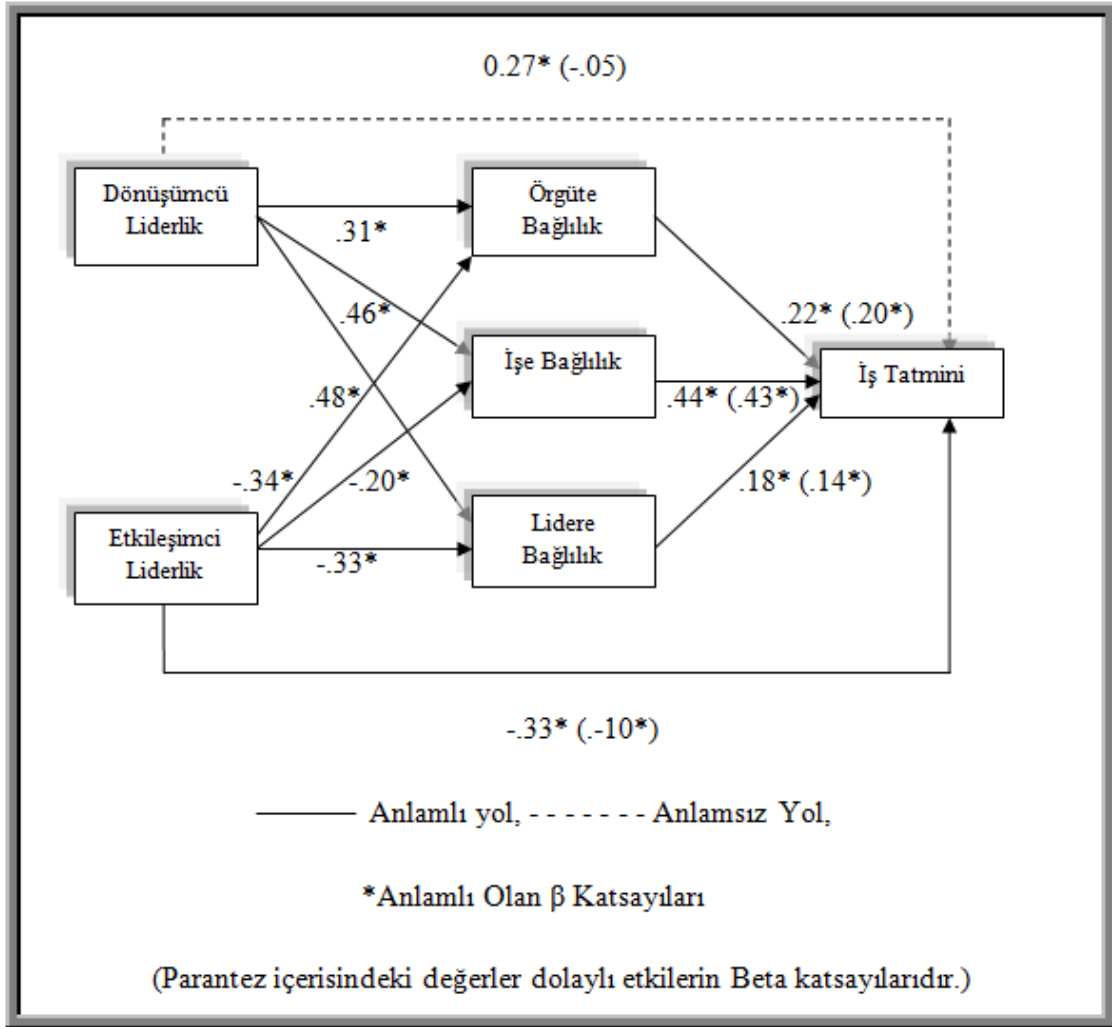 0.27* (-.05)
Dönüşümcü
Liderlik
Örgüte
Bağlılık
.31*
.46*
.22* (.20*)
İşe Bağlılık
İş Tatmini
.48*
.44* (.43*)
-.34*
-.20*
.18* (.14*)
Etkileşimci
Liderlik
Lidere
Bağlılık
-.33*
-.33* (.-10*)
Anlamlı yol, - - - - - - - Anlamsız Yol,
*Anlamlı Olan β Katsayıları
(Parantez içerisindeki değerler dolaylı etkilerin Beta katsayılarıdır.)